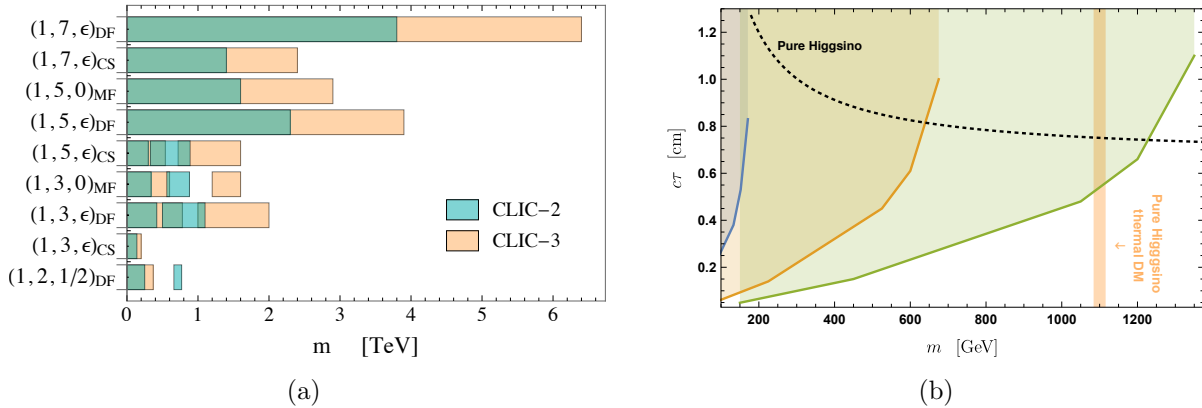 (1, 7, ϵ)DF
(1, 7, ϵ)CS
(1, 5, 0)MF
(1, 5, ϵ)DF
(1, 5, ϵ)CS
(1, 3, 0)MF
(1, 3, ϵ)DF
(1, 3, ϵ)CS
(1, 2, 1/2)DF
CLIC-2
CLIC-3
0 1 2 3 4 5 6
m [TeV]
(a)
1.2
1.0
0.8
0.6
0.4
0.2
cτ [cm]
Pure Higgsino
Pure Higggsino
thermal DM
↑
200 400 600 800 1000 1200
m [GeV]
(b)